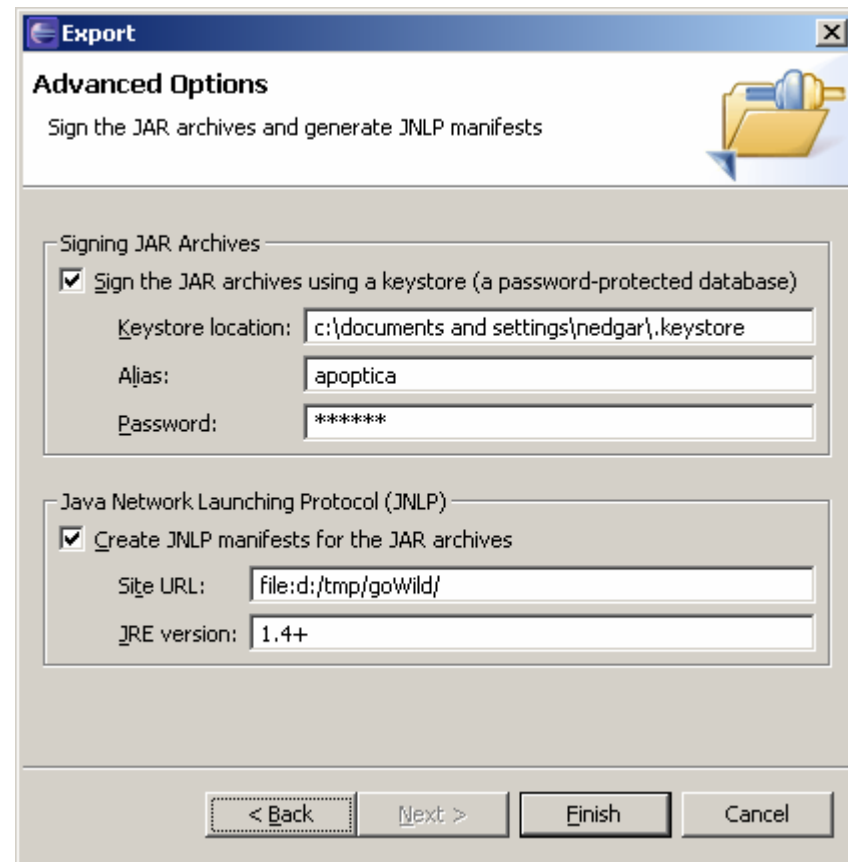 Export
Advanced Options
Sign the JAR archives and generate JNLP manifests
Signing JAR Archives
Sign the JAR archives using a keystore (a password-protected database)
Keystore location: c:\documents and settings\nedgar\.keystore
Alias: apoptica
Password: ******
Java Network Launching Protocol (JNLP)
Create JNLP manifests for the JAR archives
Site URL: file:d:/tmp/goWild/
JRE version: 1.4+
< Back Next > Finish Cancel